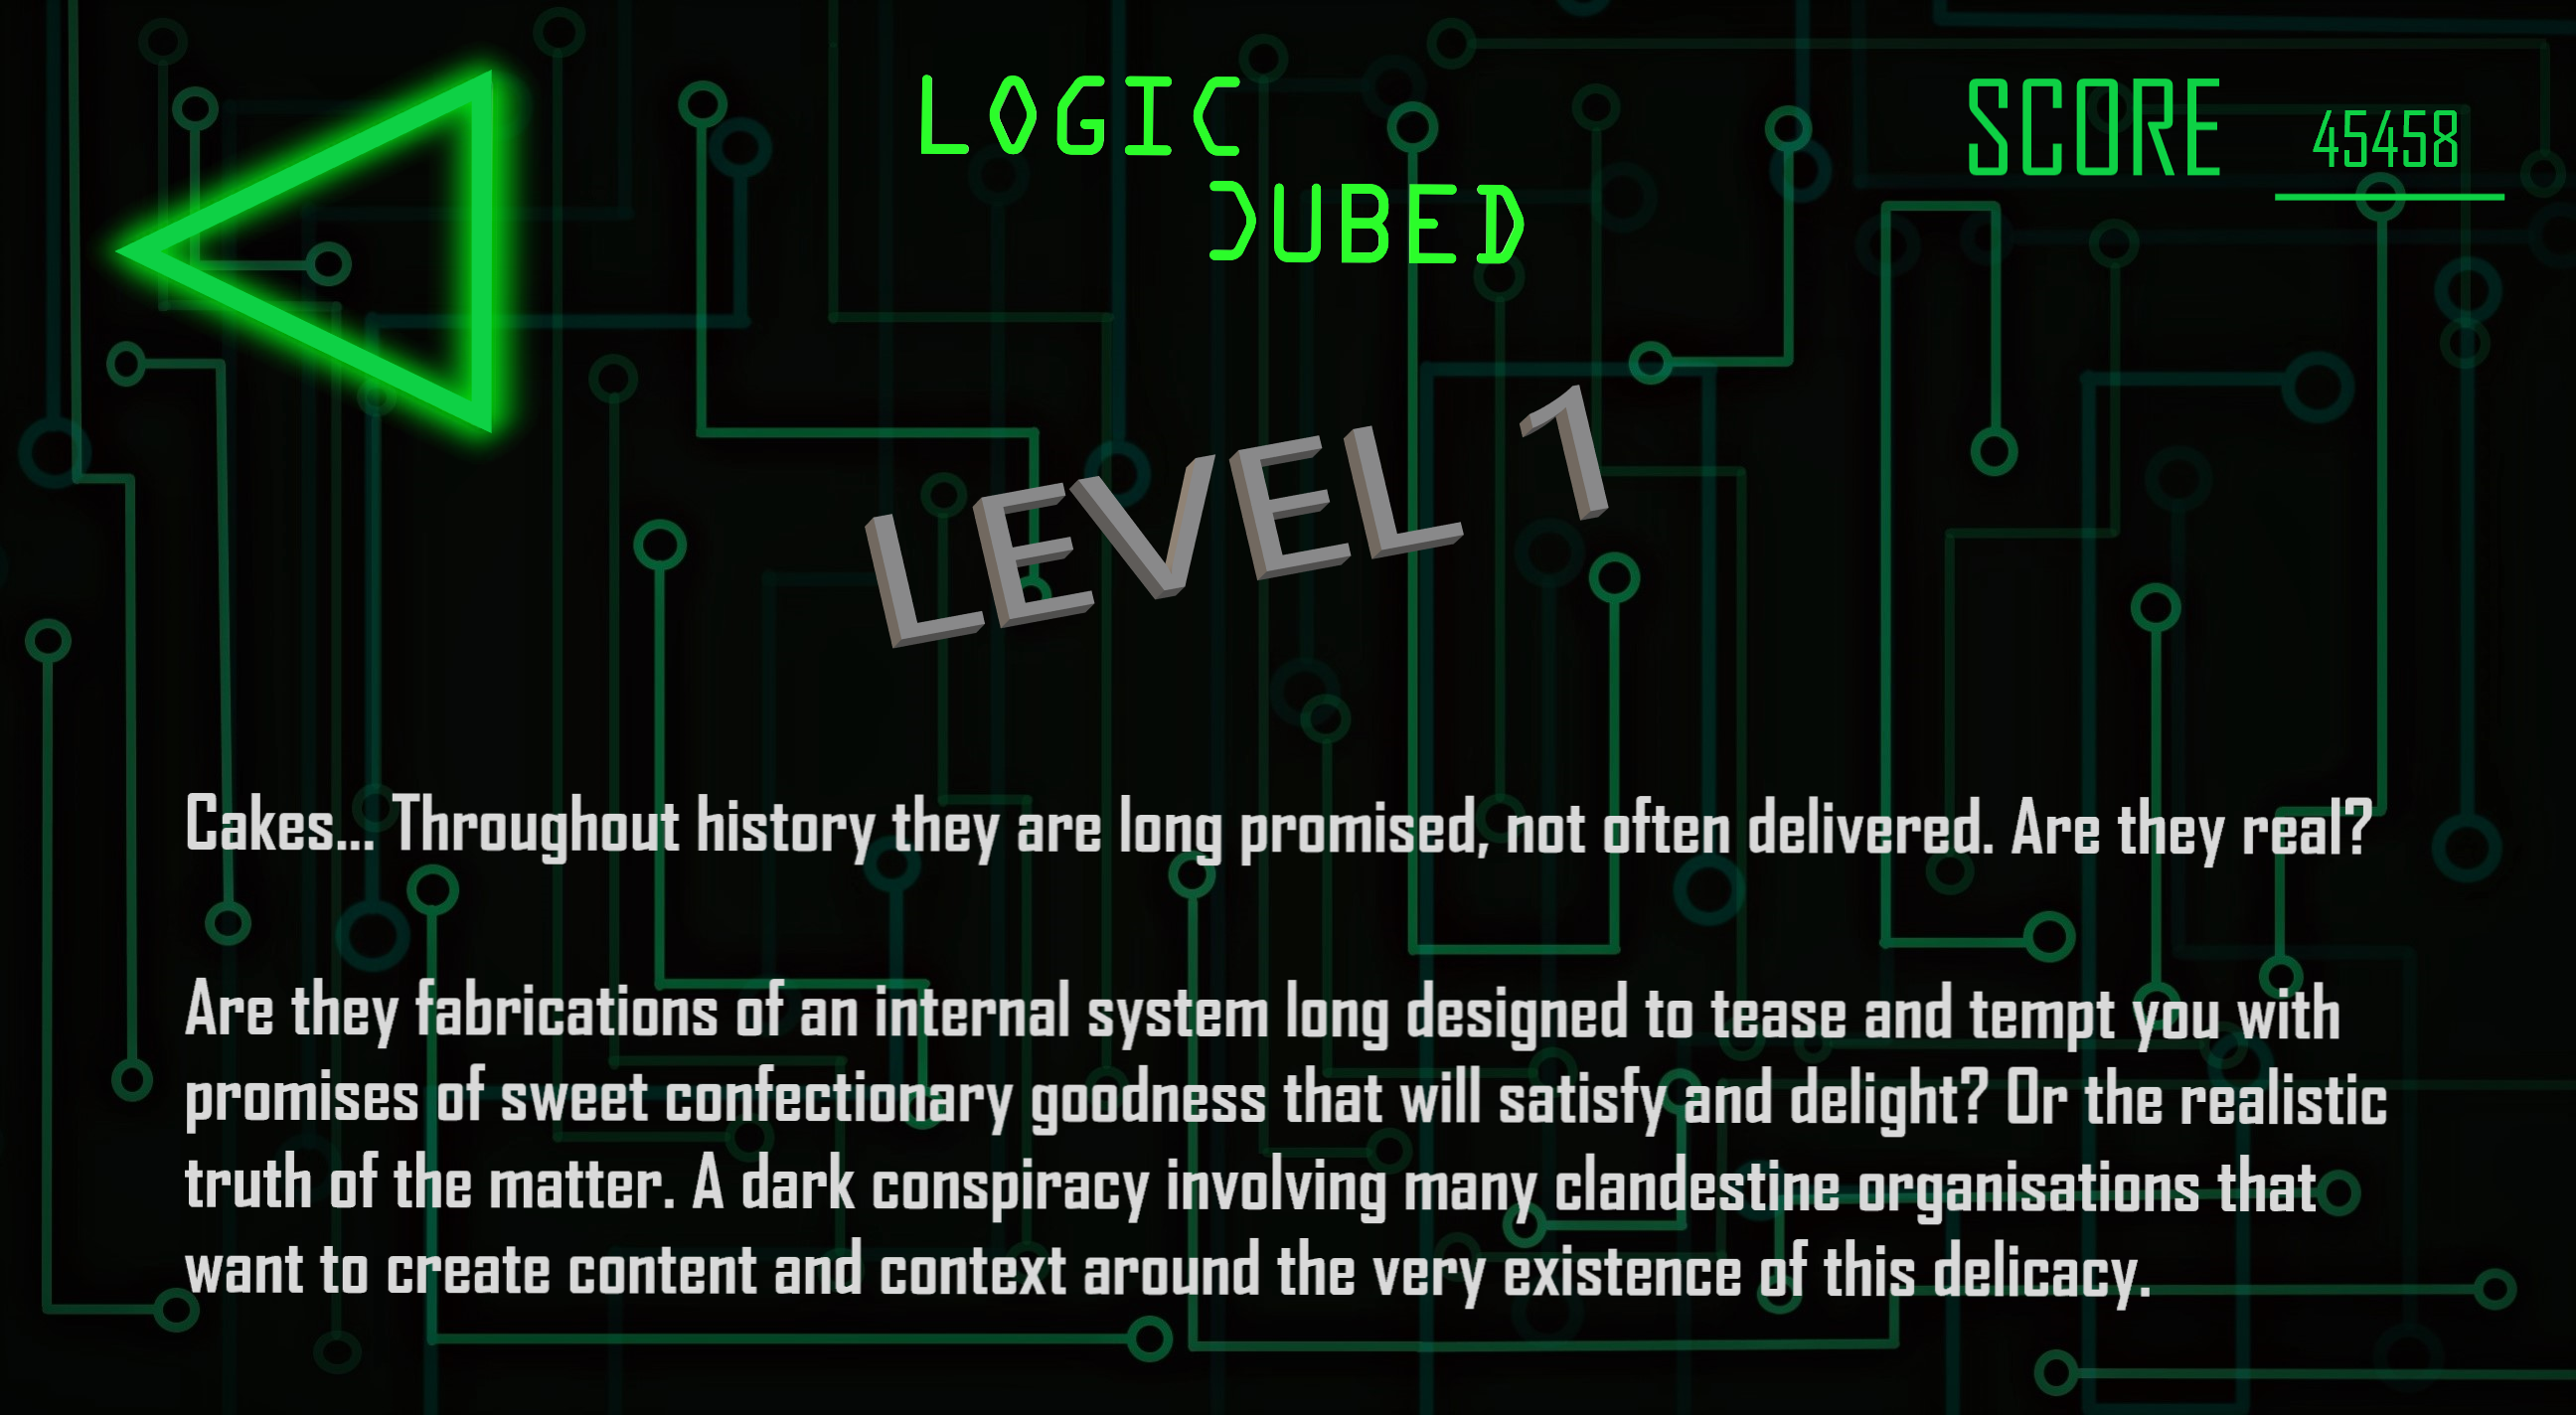 LOGIC
CUBED
SCORE 45458
LEVEL 1
Cakes... Throughout history they are long promised, not often delivered. Are they real?
Are they fabrications of an internal system long designed to tease and tempt you with
promises of sweet confectionary goodness that will satisfy and delight? Or the realistic
truth of the matter. A dark conspiracy involving many clandestine organisations that
want to create content and context around the very existence of this delicacy.